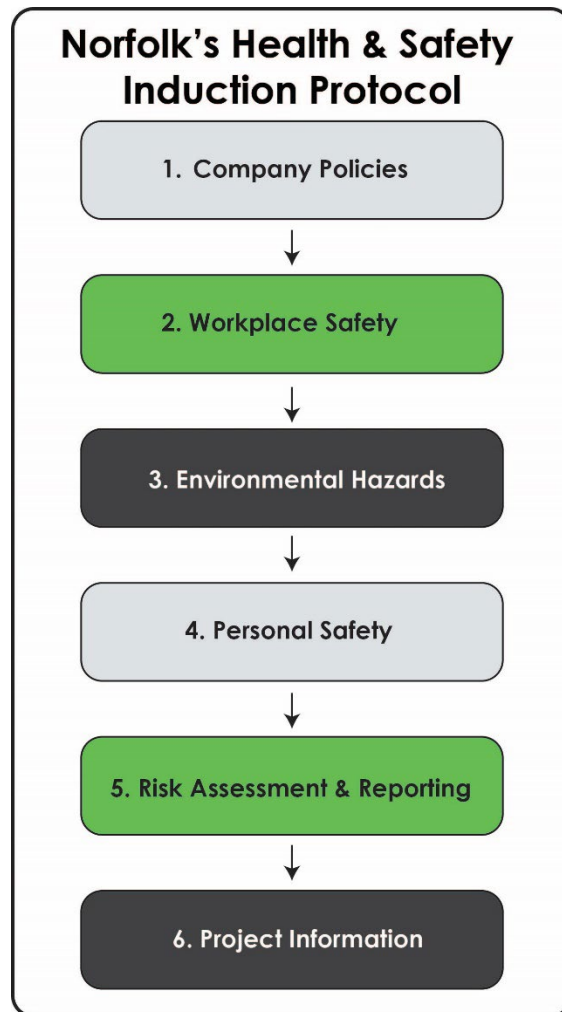 Norfolk's Health & Safety
Induction Protocol
1. Company Policies
2. Workplace Safety
3. Environmental Hazards
4. Personal Safety
5. Risk Assessment & Reporting
6. Project Information